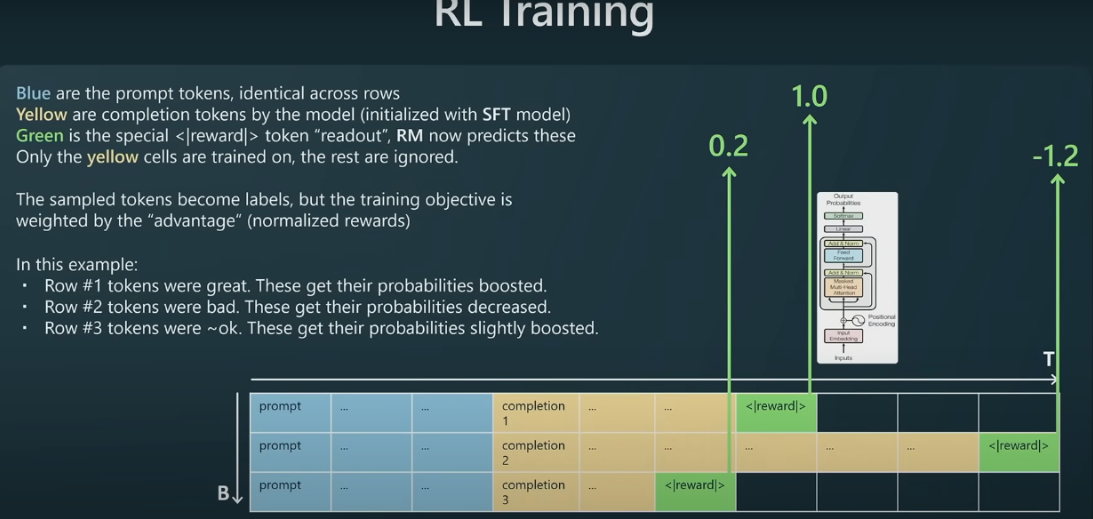 RL Training
Blue are the prompt tokens, identical across rows
Yellow are completion tokens by the model (initialized with SFT model)
Green is the special <|reward|> token “readout”, RM now predicts these
Only the yellow cells are trained on, the rest are ignored.
The sampled tokens become labels, but the training objective is
weighted by the “advantage“ (normalized rewards)
In this example:
· Row #1 tokens were great. These get their probabilities boosted.
· Row #2 tokens were bad. These get their probabilities decreased.
· Row #3 tokens were ~ok. These get their probabilities slightly boosted.
1.0
0.2
-1.2
Output
Probabilities
Softmax
Linear
Add & Norm
Feed
Forward
Add & Norm
Masked
Multi-Head
Attention
Positional
Encoding
Input
Embedding
Inputs
T
B
prompt ... ... completion 1 ... ... <|reward|>
prompt ... ... completion 2 ... ... ... ... ... <|reward|>
prompt ... ... completion 3 ... <|reward|>